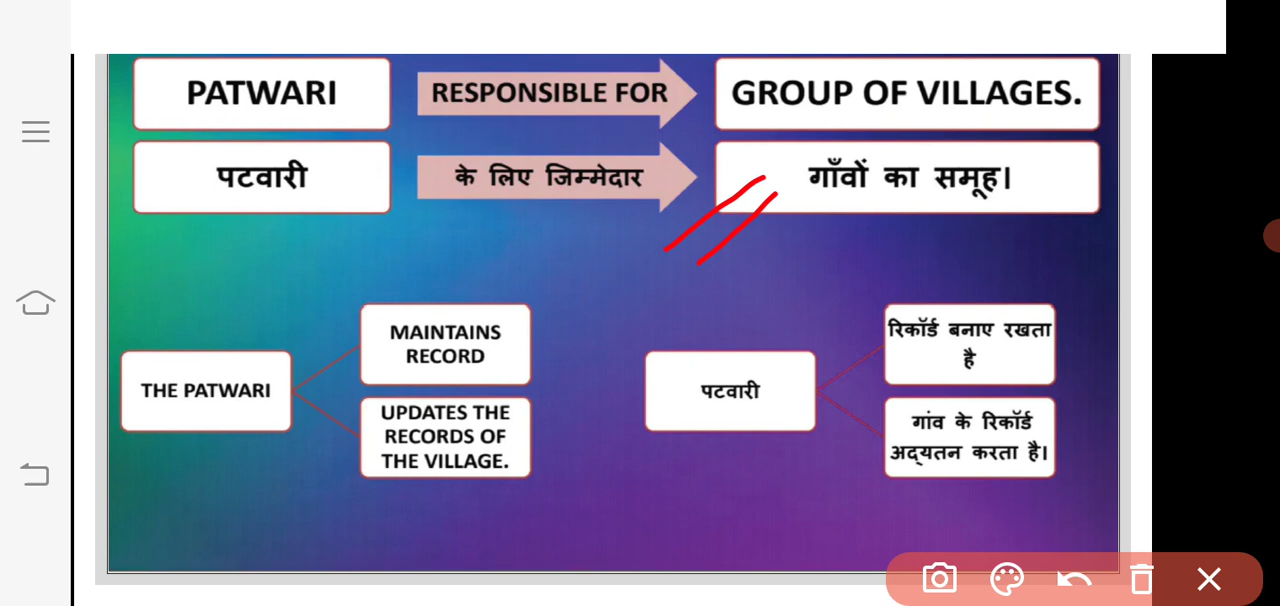 PATWARI
RESPONSIBLE FOR
GROUP OF VILLAGES.
पटवारी
के लिए जिम्मेदार
गाँवों का समूह।
THE PATWARI
MAINTAINS
RECORD
UPDATES THE
RECORDS OF
THE VILLAGE.
पटवारी
रिकॉर्ड बनाए रखता
है
गांव के रिकॉर्ड
अद्यतन करता है।